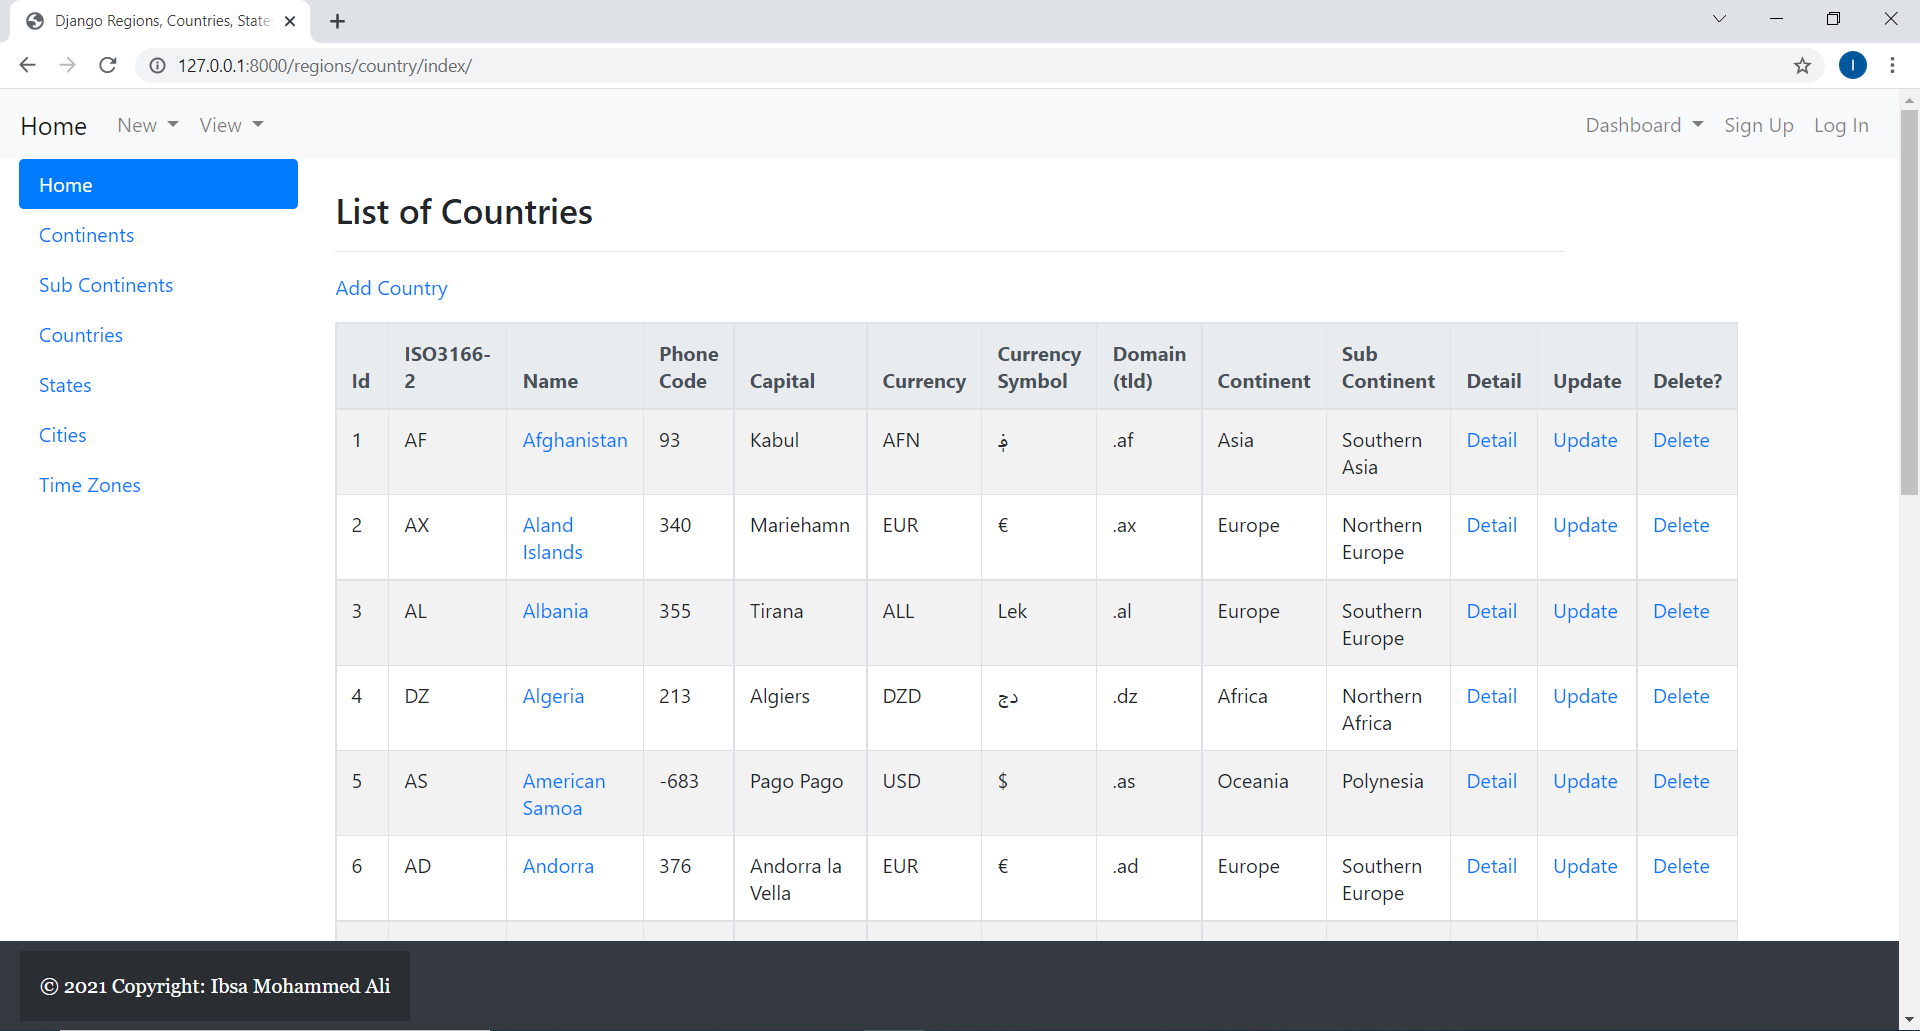 Django Regions, Countries, State
127.0.0.1:8000/regions/country/index/
I
Home New View Dashboard Sign Up Log In
Home
Continents
Sub Continents
Countries
States
Cities
Time Zones
List of Countries
Add Country
Id ISO3166-2 Name Phone Code Capital Currency Currency Symbol Domain (tld) Continent Sub Continent Detail Update Delete?
1 AF Afghanistan 93 Kabul AFN ؋ .af Asia Southern Asia Detail Update Delete
2 AX Aland Islands 340 Mariehamn EUR € .ax Europe Northern Europe Detail Update Delete
3 AL Albania 355 Tirana ALL Lek .al Europe Southern Europe Detail Update Delete
4 DZ Algeria 213 Algiers DZD دج .dz Africa Northern Africa Detail Update Delete
5 AS American Samoa -683 Pago Pago USD $ .as Oceania Polynesia Detail Update Delete
6 AD Andorra 376 Andorra la Vella EUR € .ad Europe Southern Europe Detail Update Delete
© 2021 Copyright: Ibsa Mohammed Ali